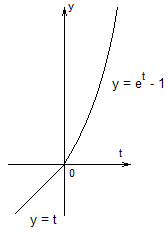 y
y = e^t - 1
t
0
y = t